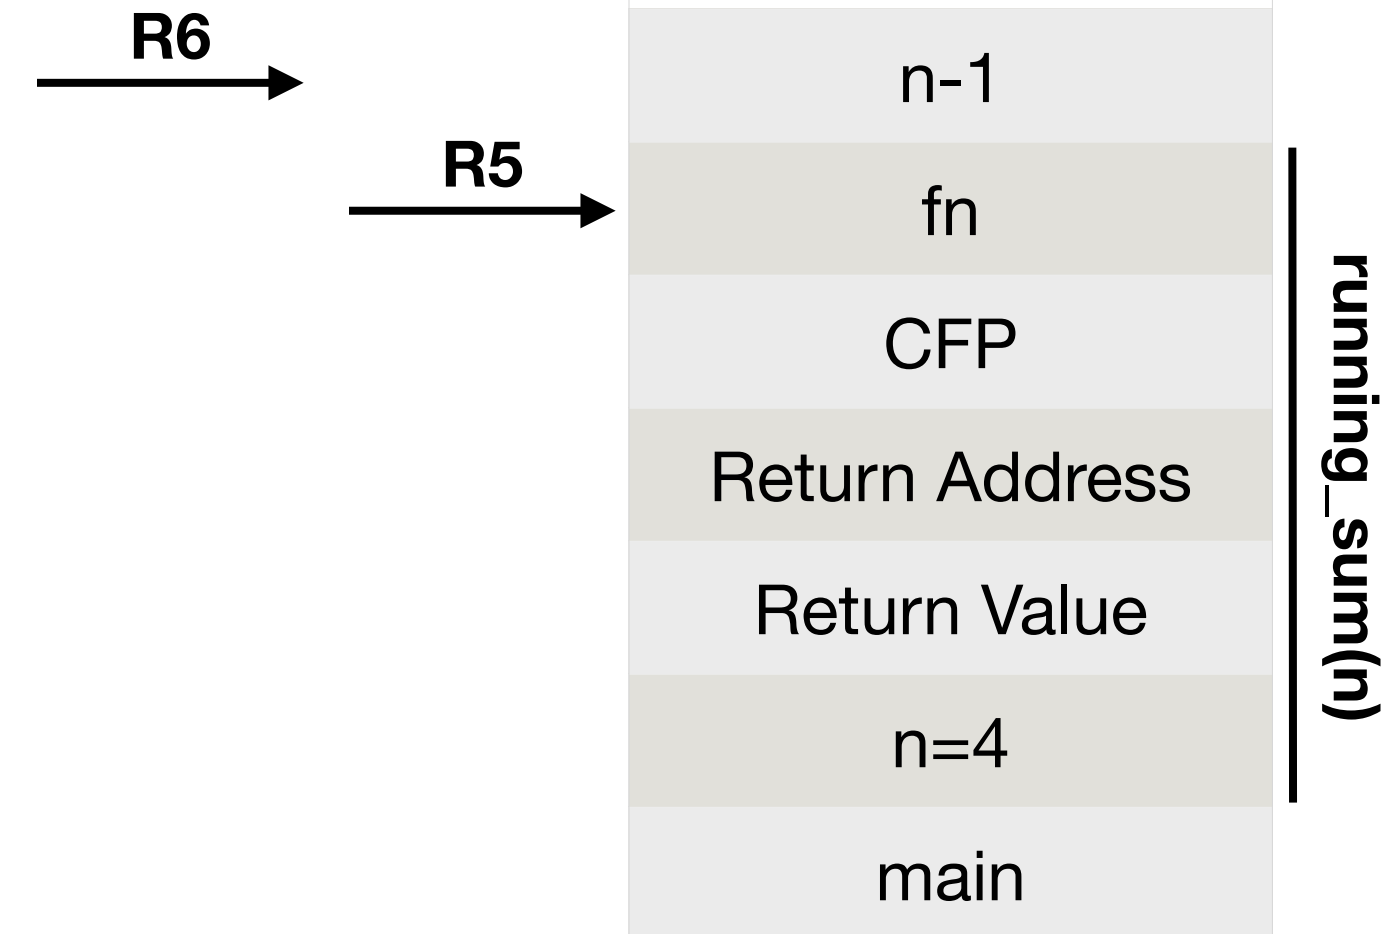 R6
n-1
R5
fn
CFP
Return Address
Return Value
n=4
main
running_sum(n)